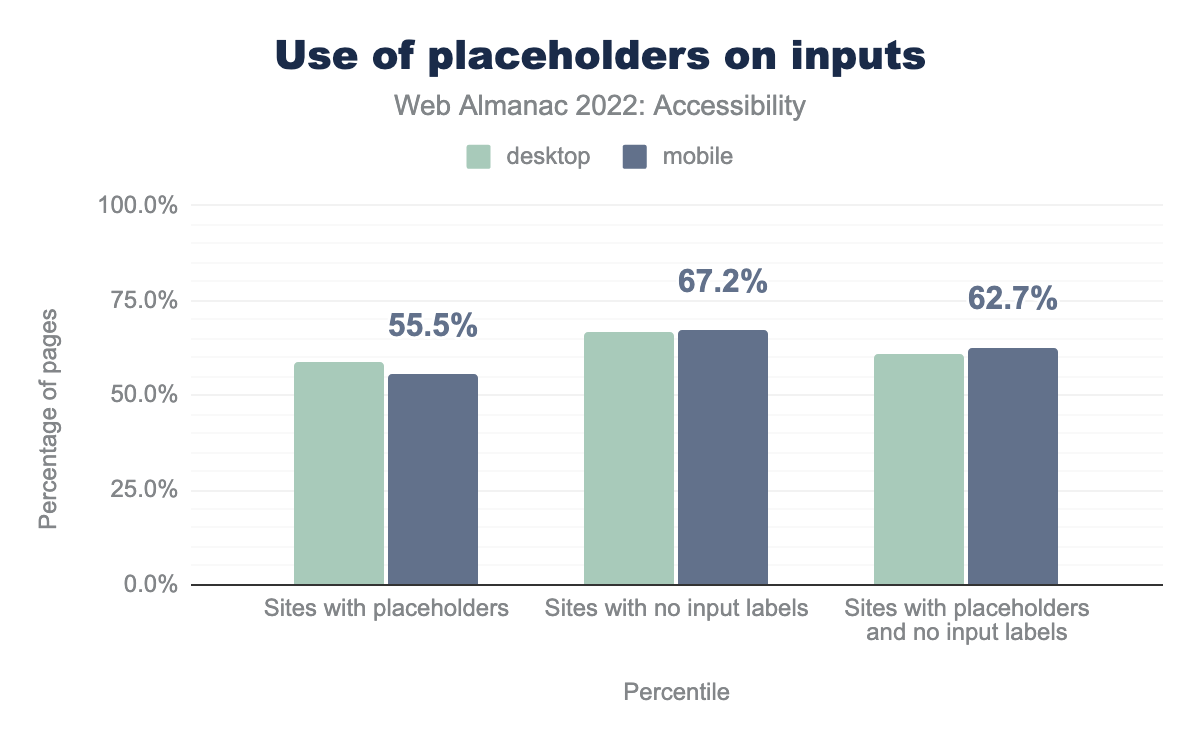 Use of placeholders on inputs
Web Almanac 2022: Accessibility
desktop
mobile
100.0%
75.0%
50.0%
25.0%
0.0%
Percentage of pages
55.5%
67.2%
62.7%
Sites with placeholders
Sites with no input labels
Sites with placeholders
and no input labels
Percentile